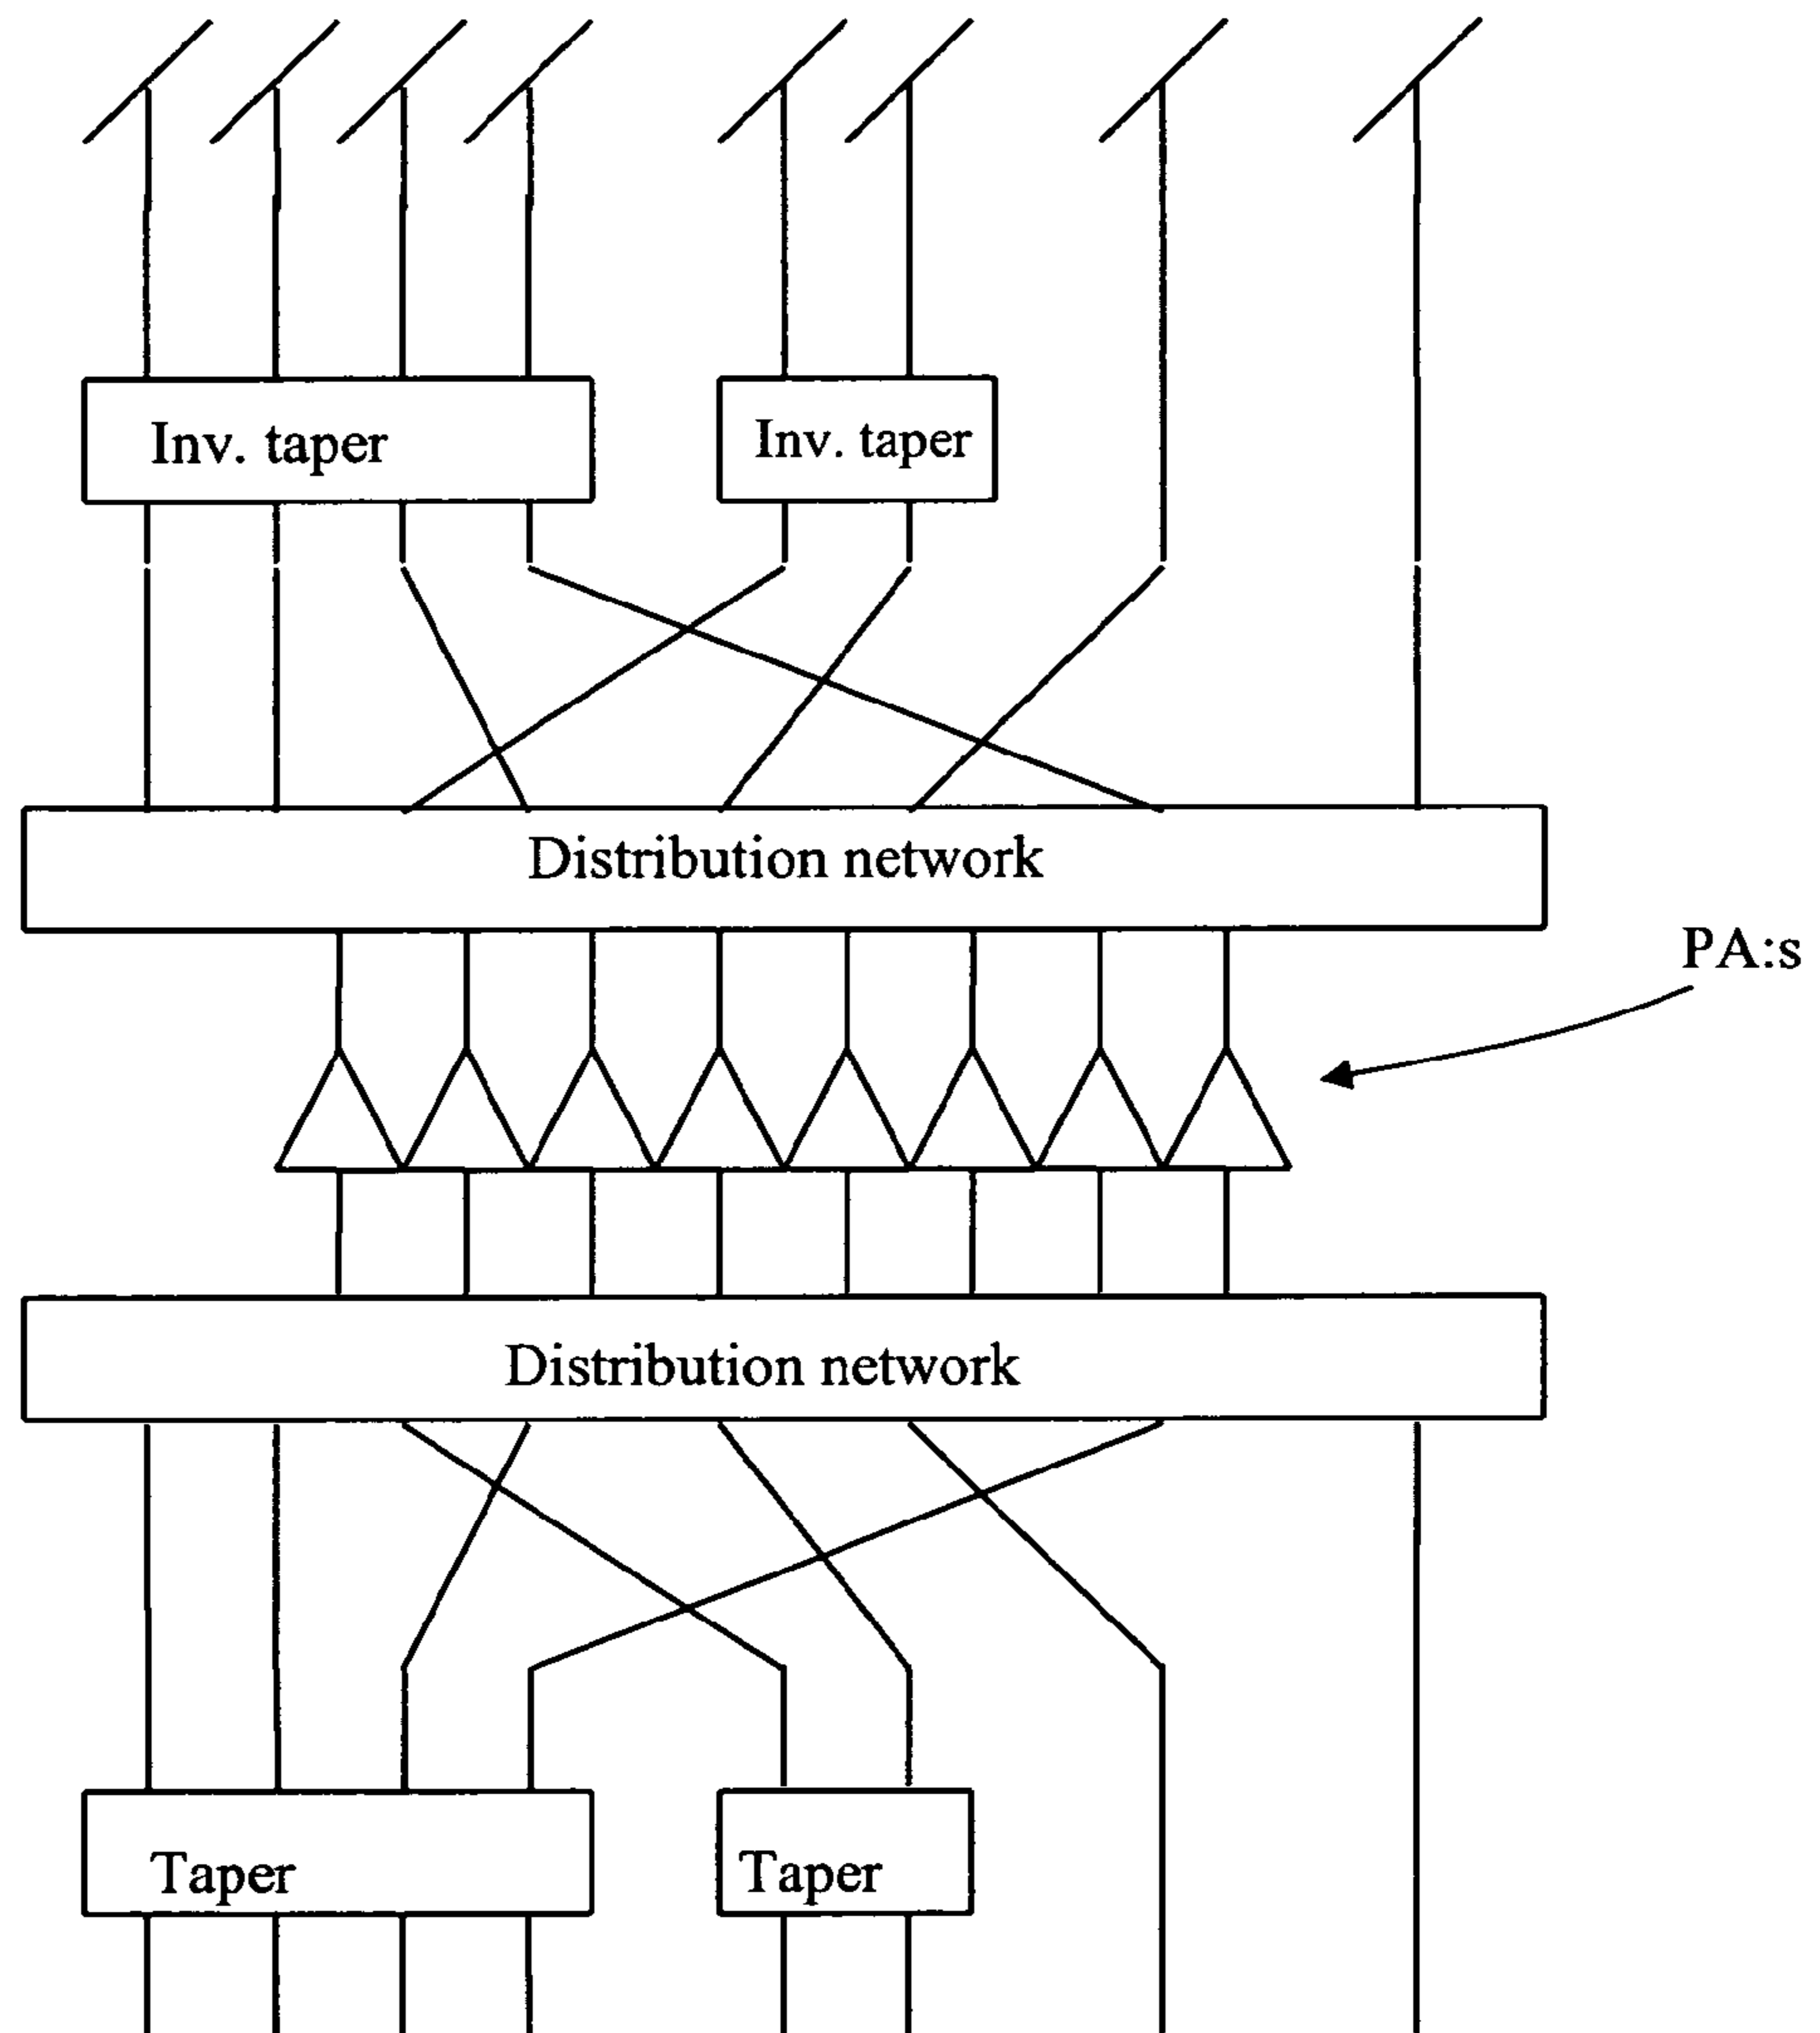 Inv. taper
Inv. taper
Distribution network
PA:s
Distribution network
Taper
Taper